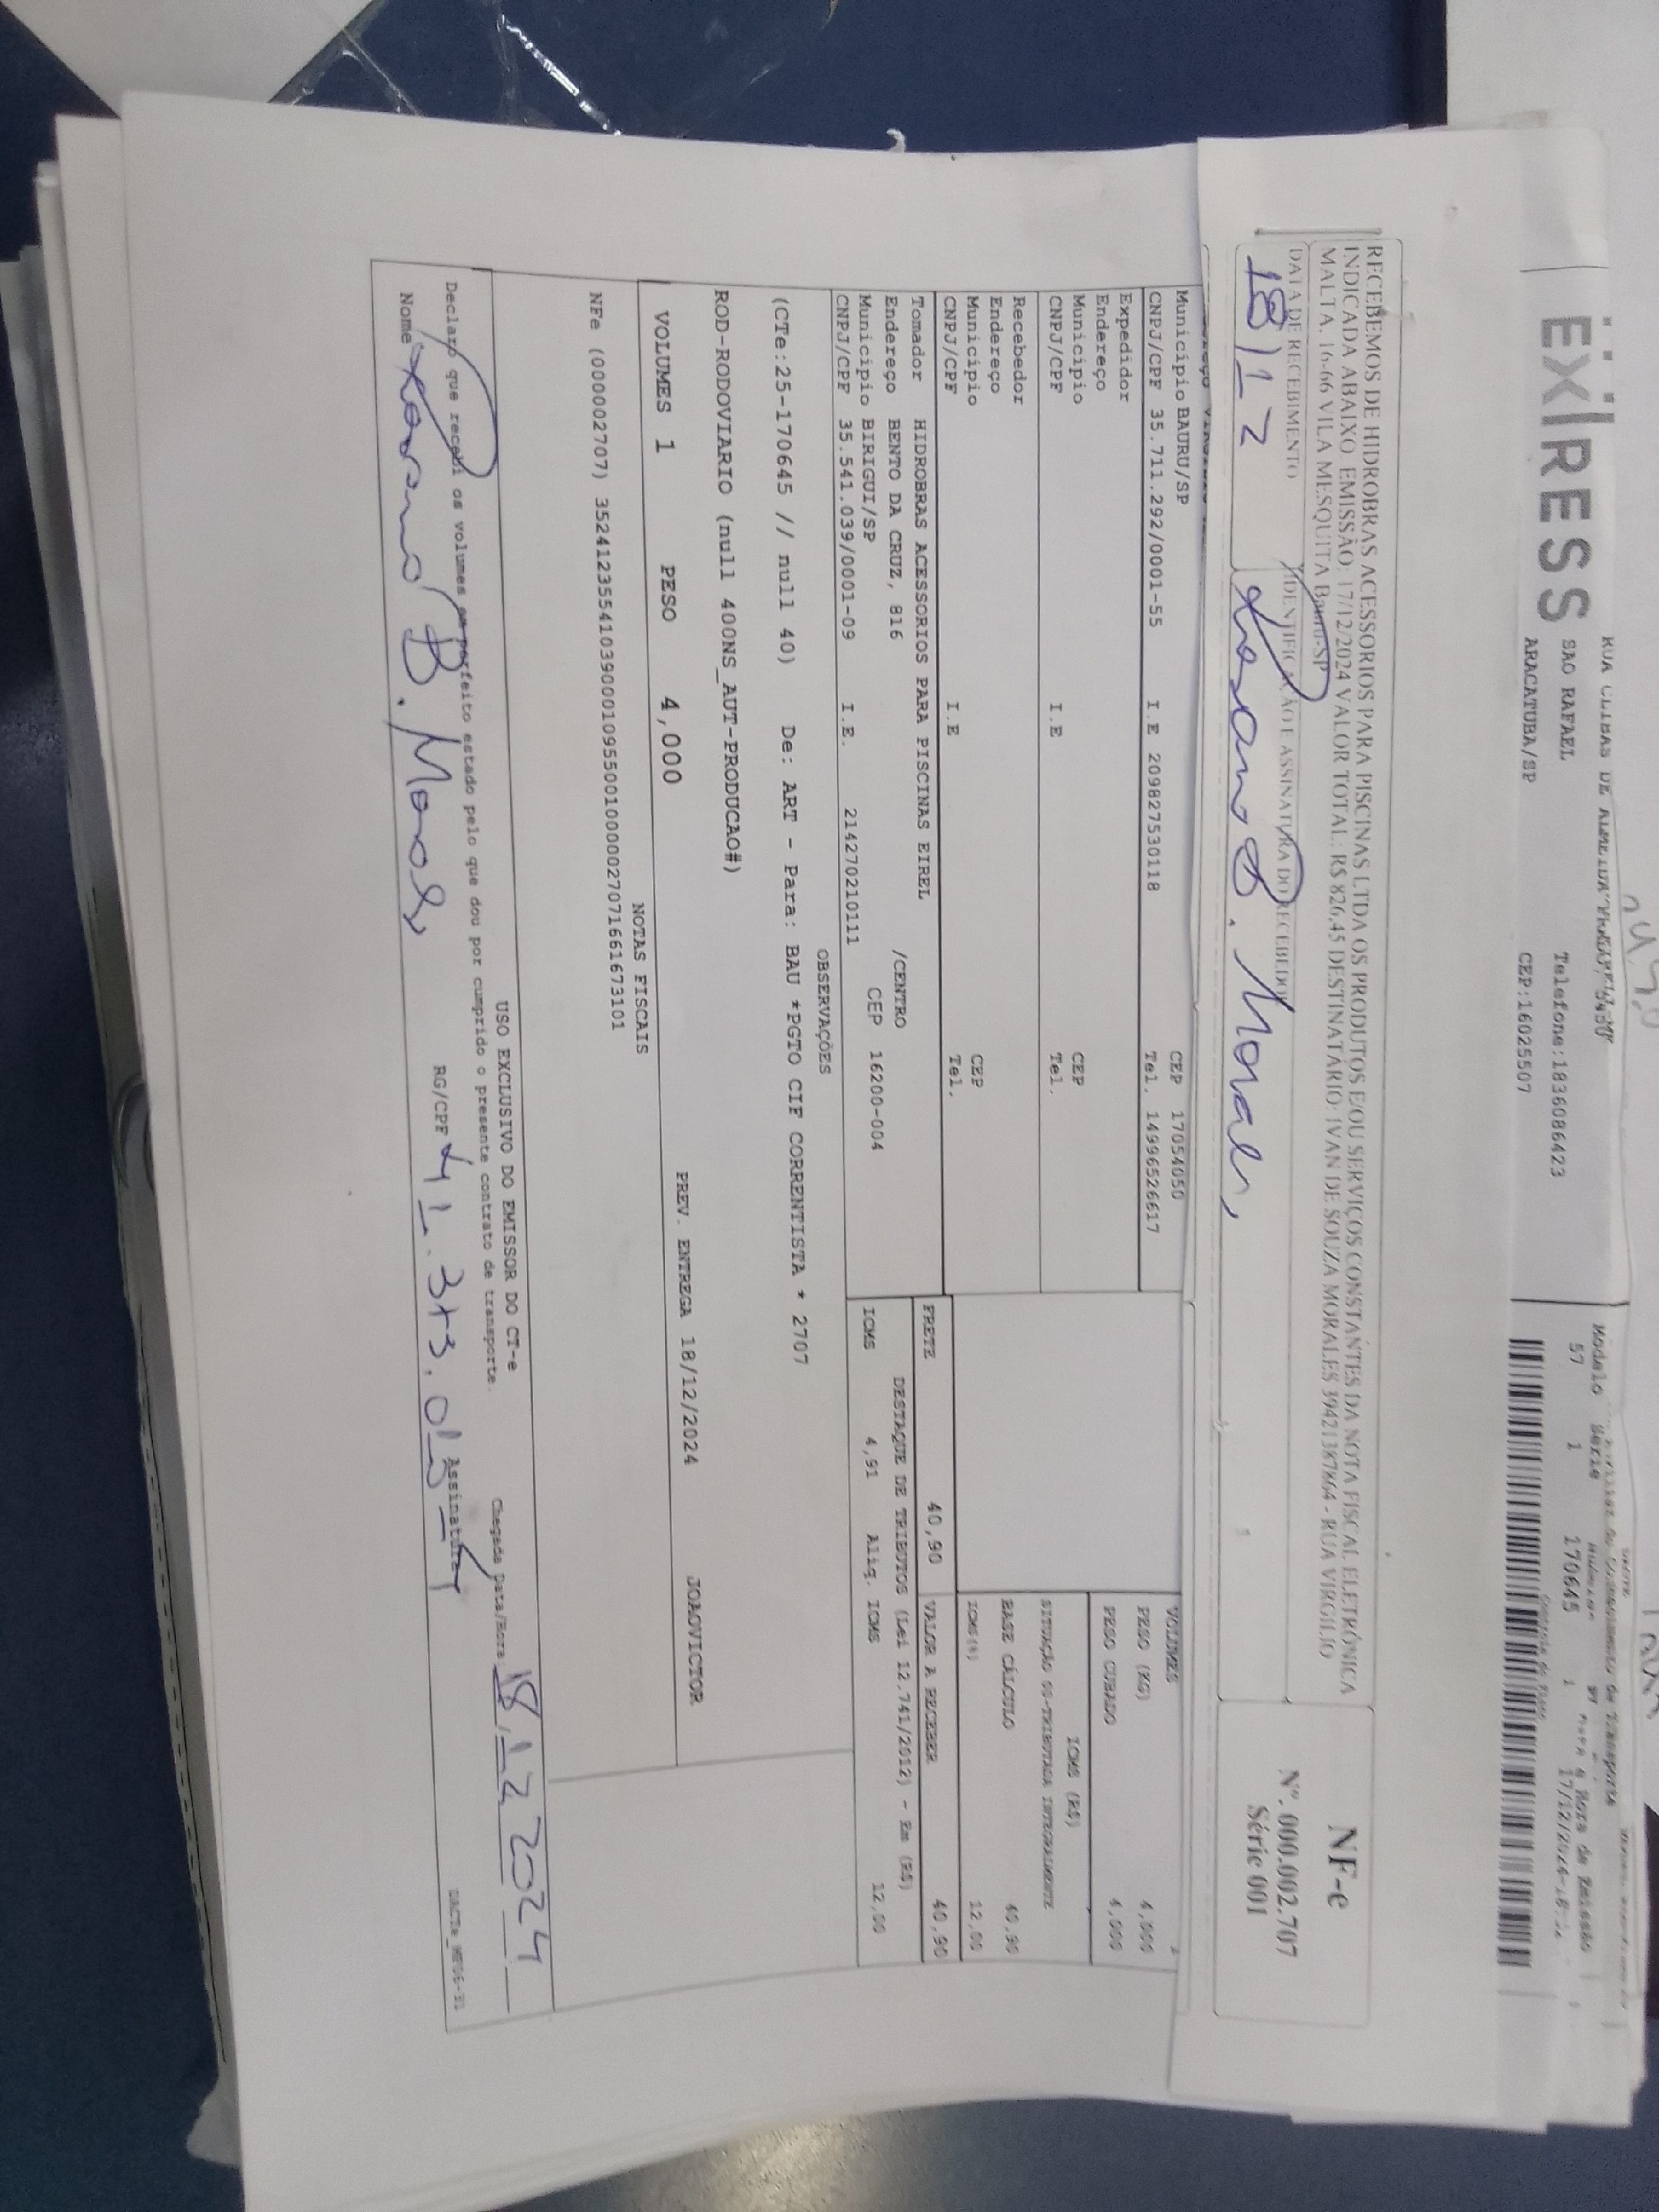 EXPRESS
SAO RAFAEL
ARACATUBA/SP
Telefone:1836086423
CEP:16025507
Modelo Série
57 1 170645 1
RECEBEMOS DE HIDROBRAS ACESSORIOS PARA PISCINAS LTDA OS PRODUTOS E/OU SERVIÇOS CONSTANTES DA NOTA FISCAL ELETRÔNICA
INDICADA ABAIXO. EMISSÃO: 17/12/2024 VALOR TOTAL: R$ 826,45 DESTINATÁRIO: IVAN DE SOUZA MORALES 39421387864 - RUA VIRGILIO
MALTA, 16-66 VILA MESQUITA Bauru-SP
DATA DE RECEBIMENTO
IDENTIFICAÇÃO E ASSINATURA DO RECEBEDOR
18/12
NF-e
Nº. 000.002.707
Série 001
Município BAURU/SP CEP 17054050
CNPJ/CPF 35.711.292/0001-55 I.E 209827530118 Tel. 14996526617
Expedidor
Endereço
Município CEP
CNPJ/CPF I.E Tel.
Recebedor
Endereço
Município CEP
CNPJ/CPF I.E Tel.
Tomador HIDROBRAS ACESSORIOS PARA PISCINAS EIREL
Endereço BENTO DA CRUZ, 816 /CENTRO
Município BIRIGUI/SP CEP 16200-004
CNPJ/CPF 35.541.039/0001-09 I.E. 214270210111
VOLUMES
PESO (KG) 4,000
PESO CUBADO 4,000
ICMS (R$)
SITUAÇÃO 00-TRIBUTADA INTEGRALMENTE
BASE CÁLCULO 40,90
ICMS(%) 12,00
FRETE 40,90 VALOR A RECEBER 40,90
DESTAQUE DE TRIBUTOS (Lei 12.741/2012) - Em (R$)
ICMS 4,91 Aliq. ICMS 12,00
OBSERVAÇÕES
(CTe:25-170645 // null 40) De: ART - Para: BAU *PGTO CIF CORRENTISTA * 2707
ROD-RODOVIARIO (null 400NS_AUT-PRODUCAO#)
VOLUMES 1 PESO 4,000 PREV. ENTREGA 18/12/2024 JOAOVICTOR
NOTAS FISCAIS
NFe (000002707) 35241235541039000109550010000027071661673101
USO EXCLUSIVO DO EMISSOR DO CT-e
Declaro que recebi os volumes em perfeito estado pelo que dou por cumprido o presente contrato de transporte.
Chegada Data/Hora 18/12 2024
Nome
RG/CPF
Assinatura